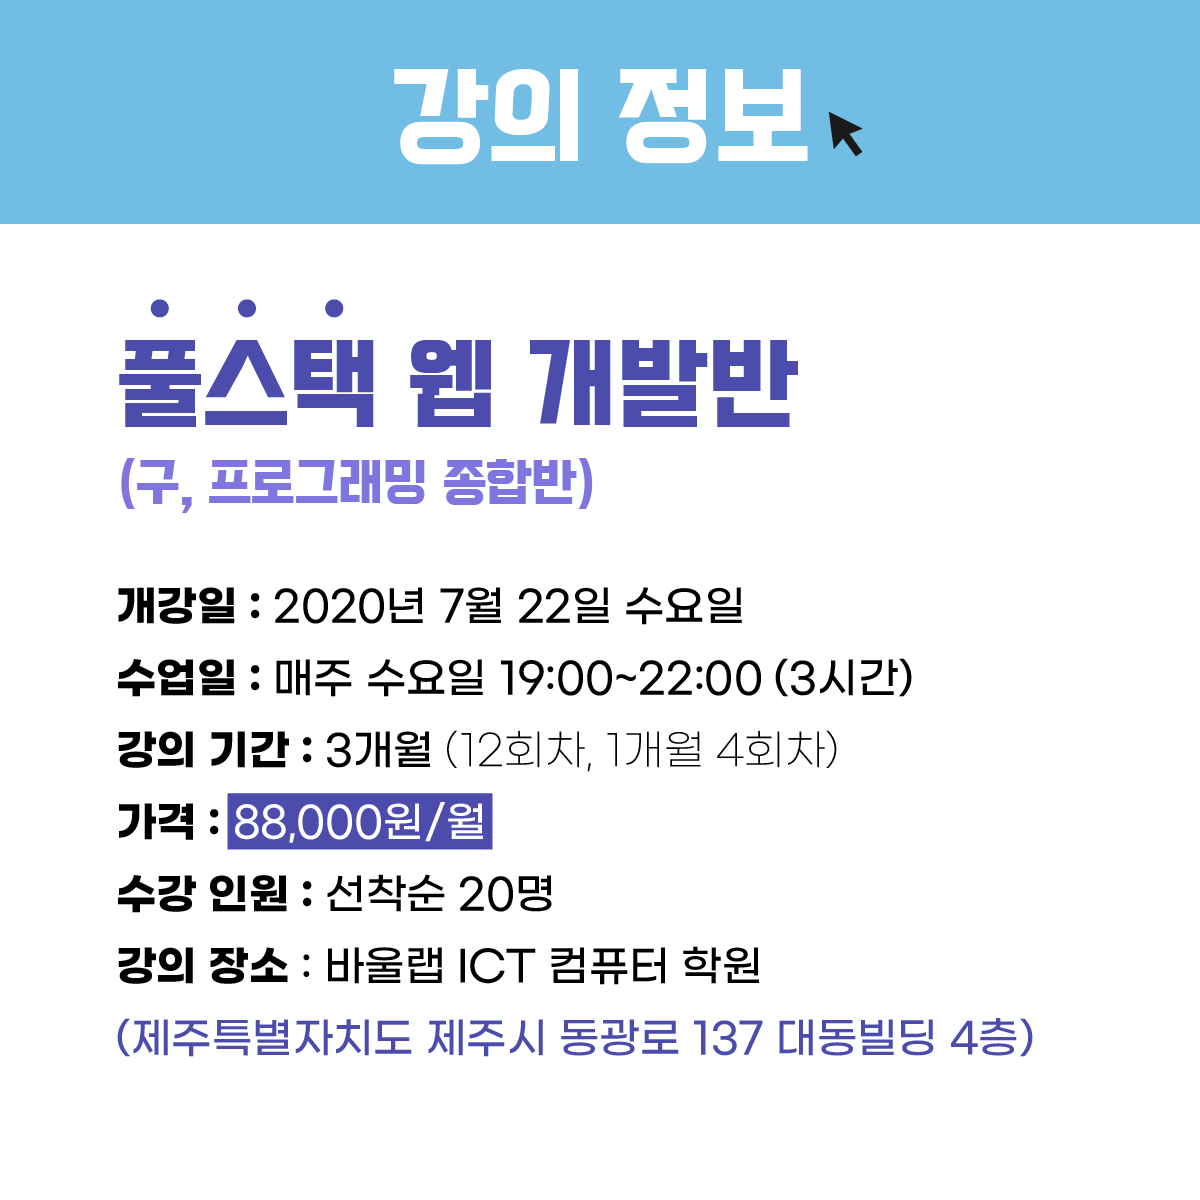 강의 정보
풀스택 웹 개발반
(구, 프로그래밍 종합반)
개강일 : 2020년 7월 22일 수요일
수업일 : 매주 수요일 19:00~22:00 (3시간)
강의 기간 : 3개월 (12회차, 1개월 4회차)
가격 : 88,000원/월
수강 인원 : 선착순 20명
강의 장소 : 바울랩 ICT 컴퓨터 학원
(제주특별자치도 제주시 동광로 137 대동빌딩 4층)